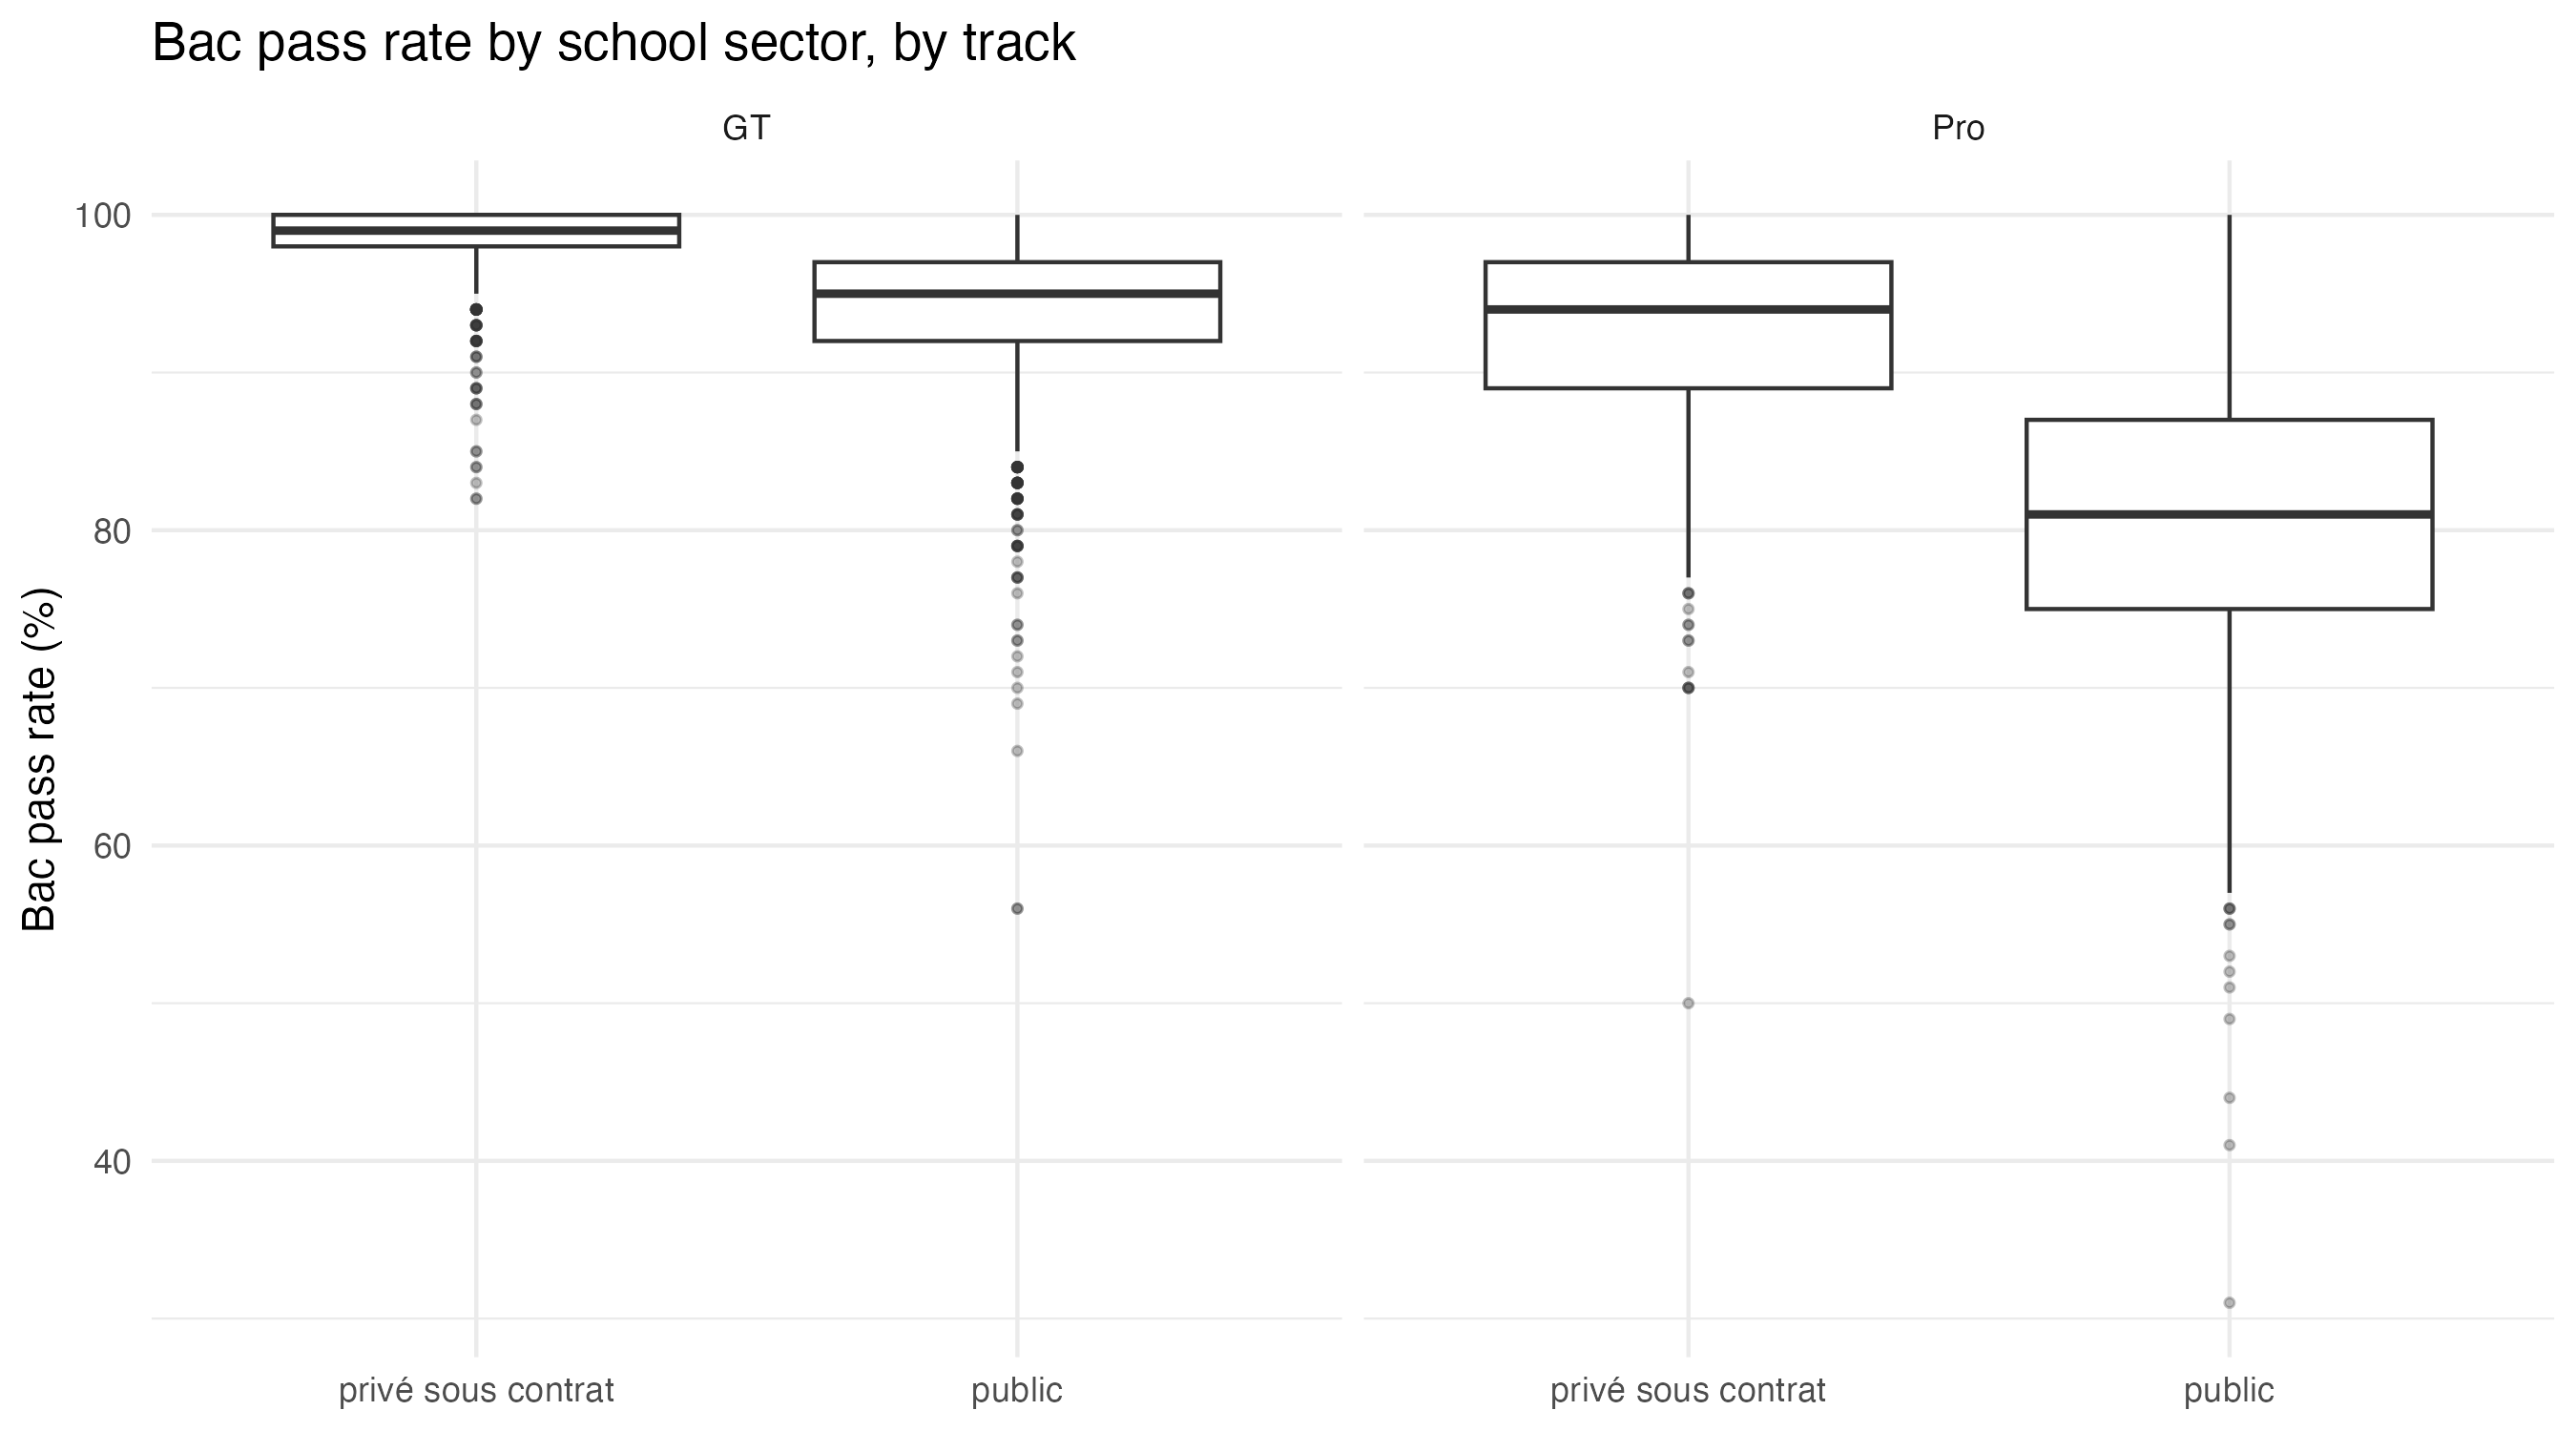 Bac pass rate by school sector, by track
GT
Pro
100
80
60
40
Bac pass rate (%)
privé sous contrat
public
privé sous contrat
public